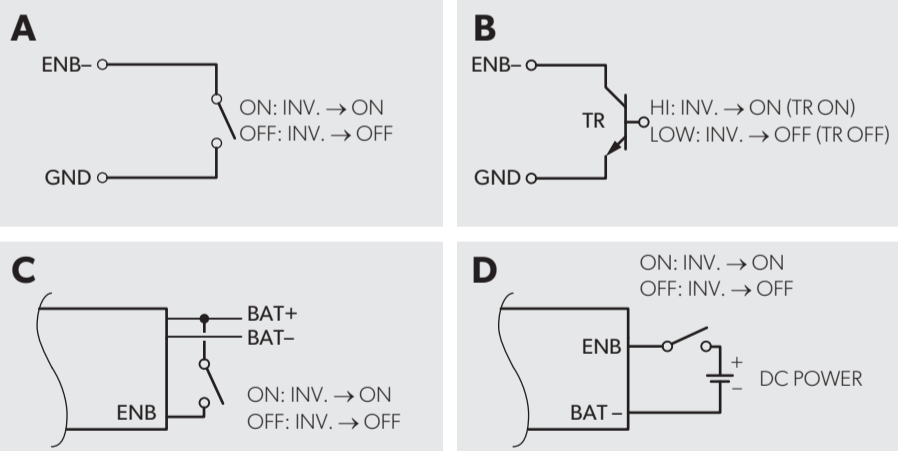 A
ENB–
ON: INV. → ON
OFF: INV. → OFF
GND
B
ENB–
TR
HI: INV. → ON (TR ON)
LOW: INV. → OFF (TR OFF)
GND
C
BAT+
BAT–
ON: INV. → ON
ENB
OFF: INV. → OFF
D
ON: INV. → ON
OFF: INV. → OFF
ENB
+
DC POWER
–
BAT –